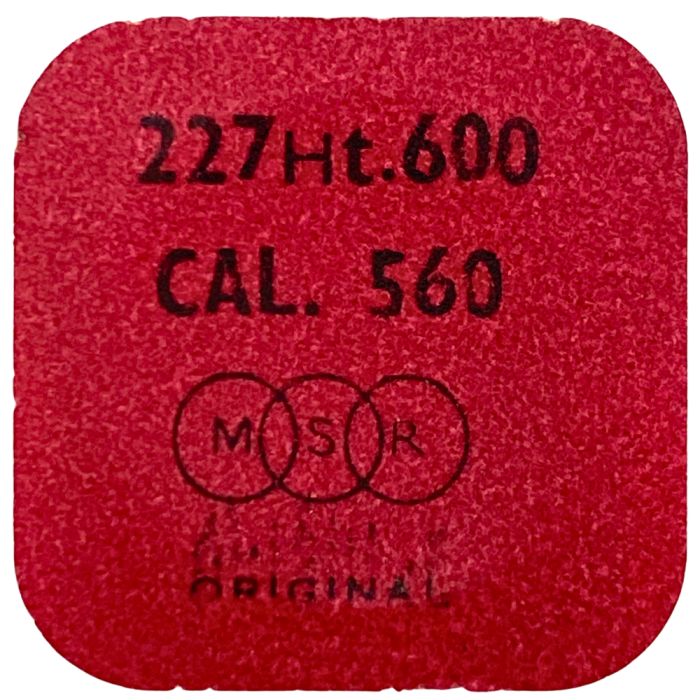 227Ht.600
CAL. 560
M S R
ORIGINAL